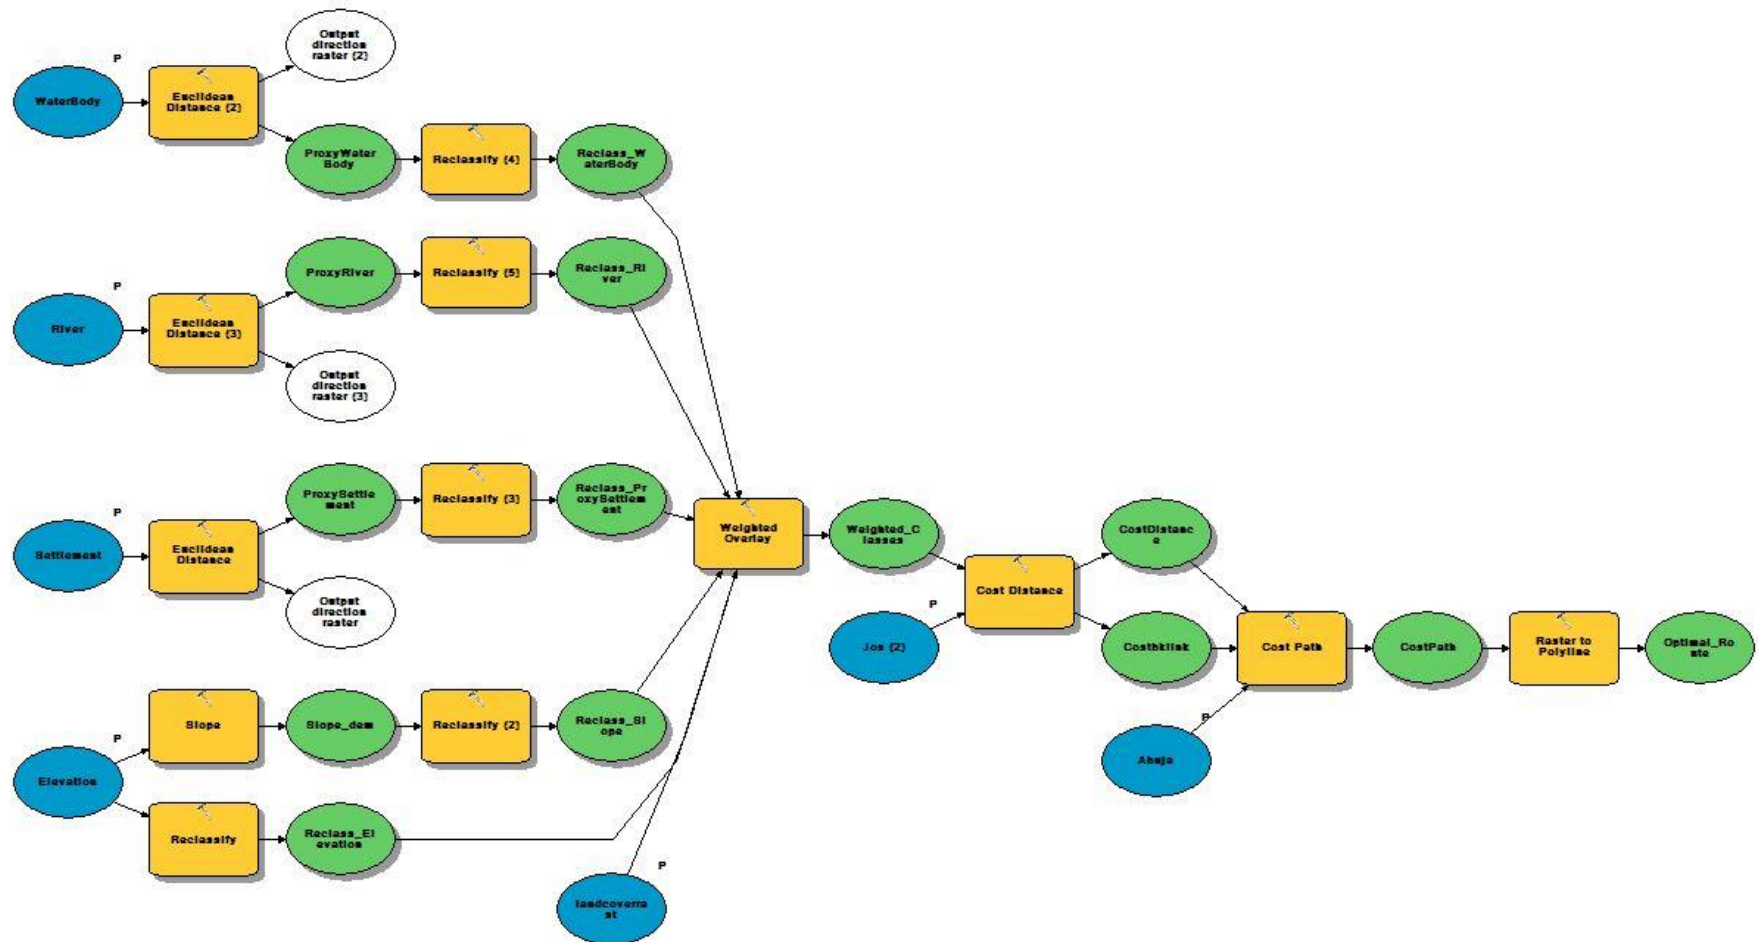 Output
direction
raster (2)
P
WaterBody
Euclidean
Distance (2)
ProxyWater
Body
Reclassify (4)
Reclass_W
aterBody
ProxyRiver
Reclassify (5)
Reclass_Ri
ver
P
River
Euclidean
Distance (3)
Output
direction
raster (3)
ProxySettle
ment
Reclassify (3)
Reclass_Pr
oxySettlem
ent
P
Settlement
Euclidean
Distance
Weighted
Overlay
Weighted_C
lasses
CostDistanc
e
Output
direction
raster
P
Cost Distance
Jos (2)
Costbklink
Cost Path
CostPath
Raster to
Polyline
Optimal_Ro
ute
Slope
Slope_dem
Reclassify (2)
Reclass_Sl
ope
P
P
Elevation
Abuja
Reclassify
Reclass_El
evation
P
landcoverra
st